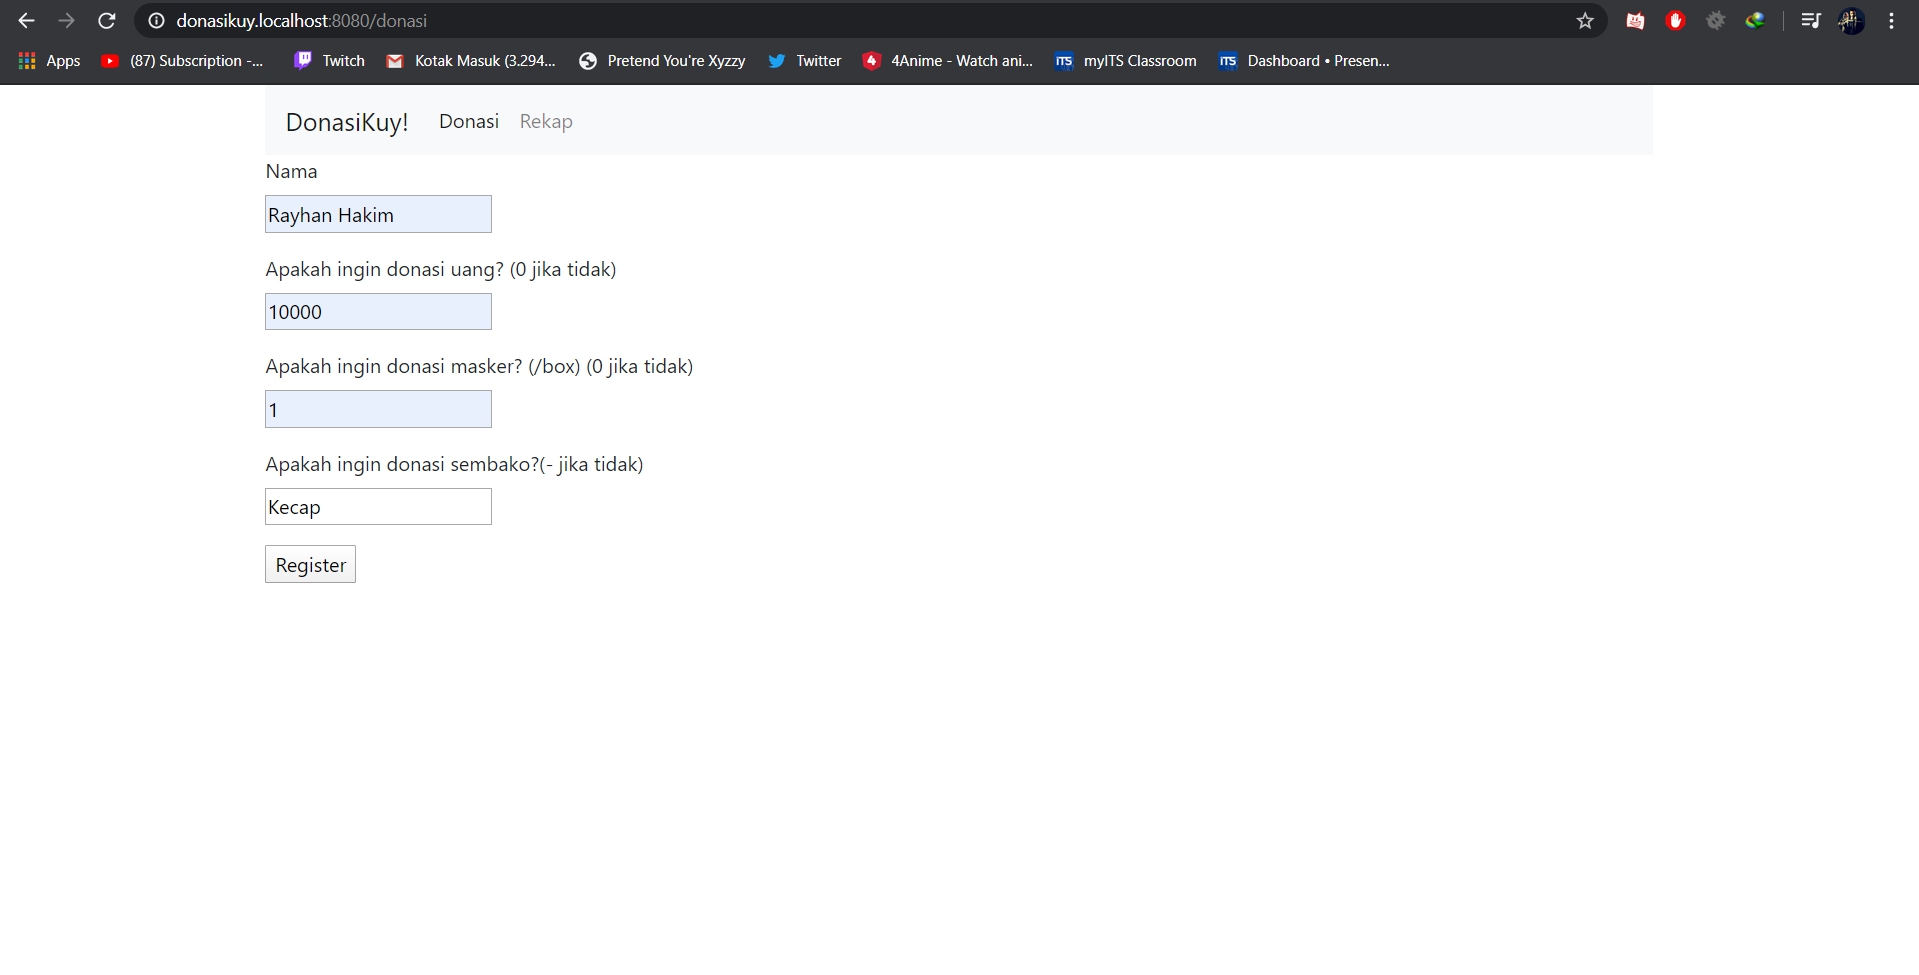 donasikuy.localhost:8080/donasi
Apps (87) Subscription -... Twitch Kotak Masuk (3.294... Pretend You're Xyzzy Twitter 4Anime - Watch ani... ITS myITS Classroom ITS Dashboard • Presen...
DonasiKuy! Donasi Rekap
Nama
Rayhan Hakim
Apakah ingin donasi uang? (0 jika tidak)
10000
Apakah ingin donasi masker? (/box) (0 jika tidak)
1
Apakah ingin donasi sembako?(- jika tidak)
Kecap
Register